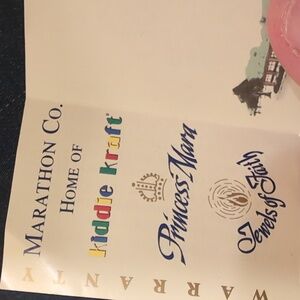 MARATHON CO.
HOME OF
kiddie kraft
Princess Mara
Jewels of Faith
WARRANTY